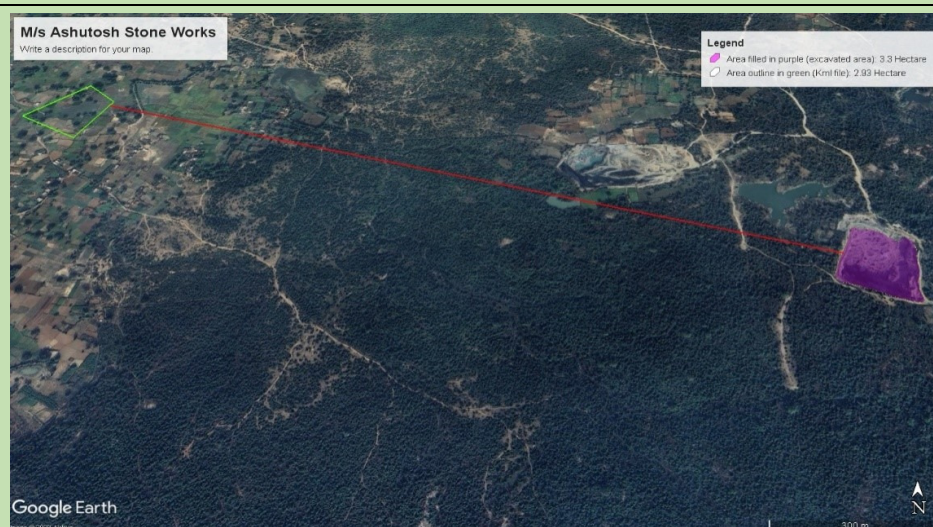 M/s Ashutosh Stone Works
Write a description for your map.
Legend
Area filled in purple (excavated area): 3.3 Hectare
Area outline in green (Kml file): 2.93 Hectare
Google Earth
N
300 m